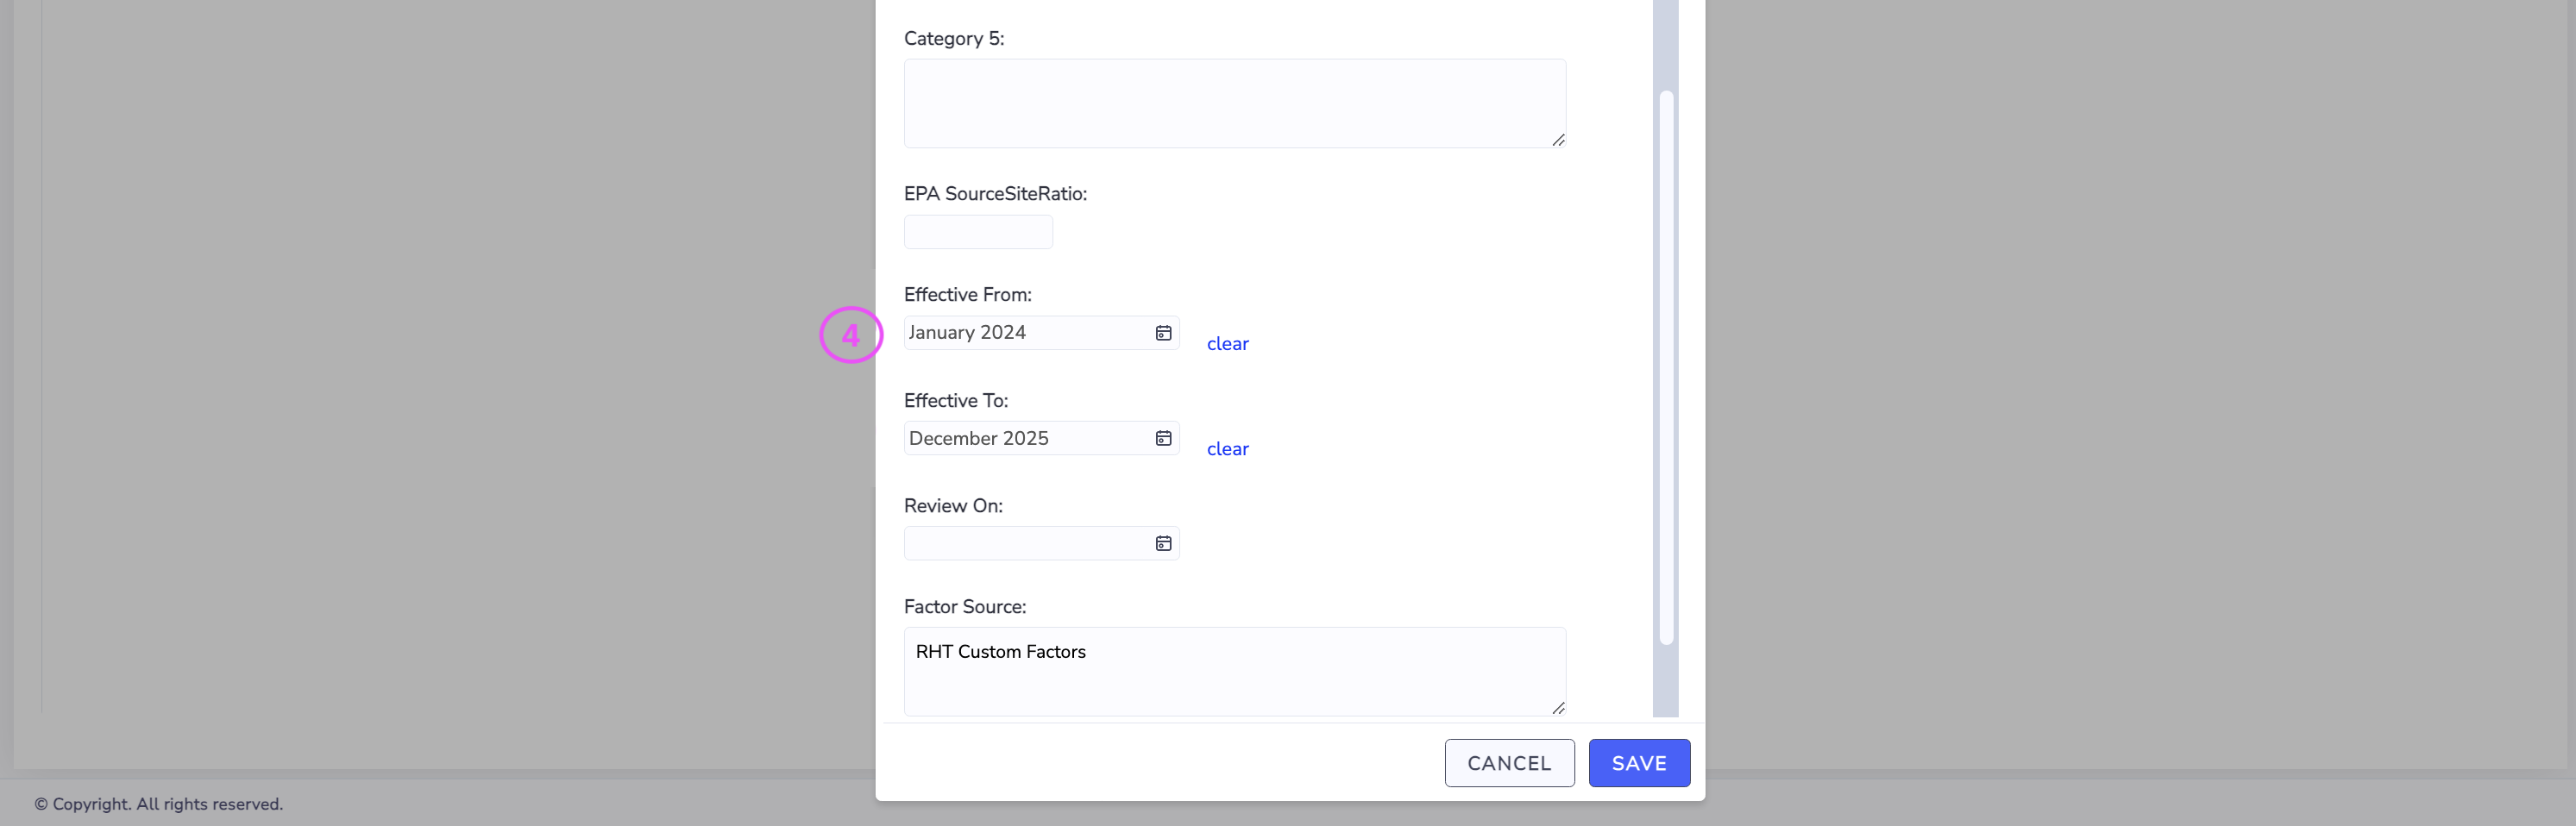 Category 5:
EPA SourceSiteRatio:
Effective From:
4
January 2024
clear
Effective To:
December 2025
clear
Review On:
Factor Source:
RHT Custom Factors
CANCEL
SAVE
© Copyright. All rights reserved.